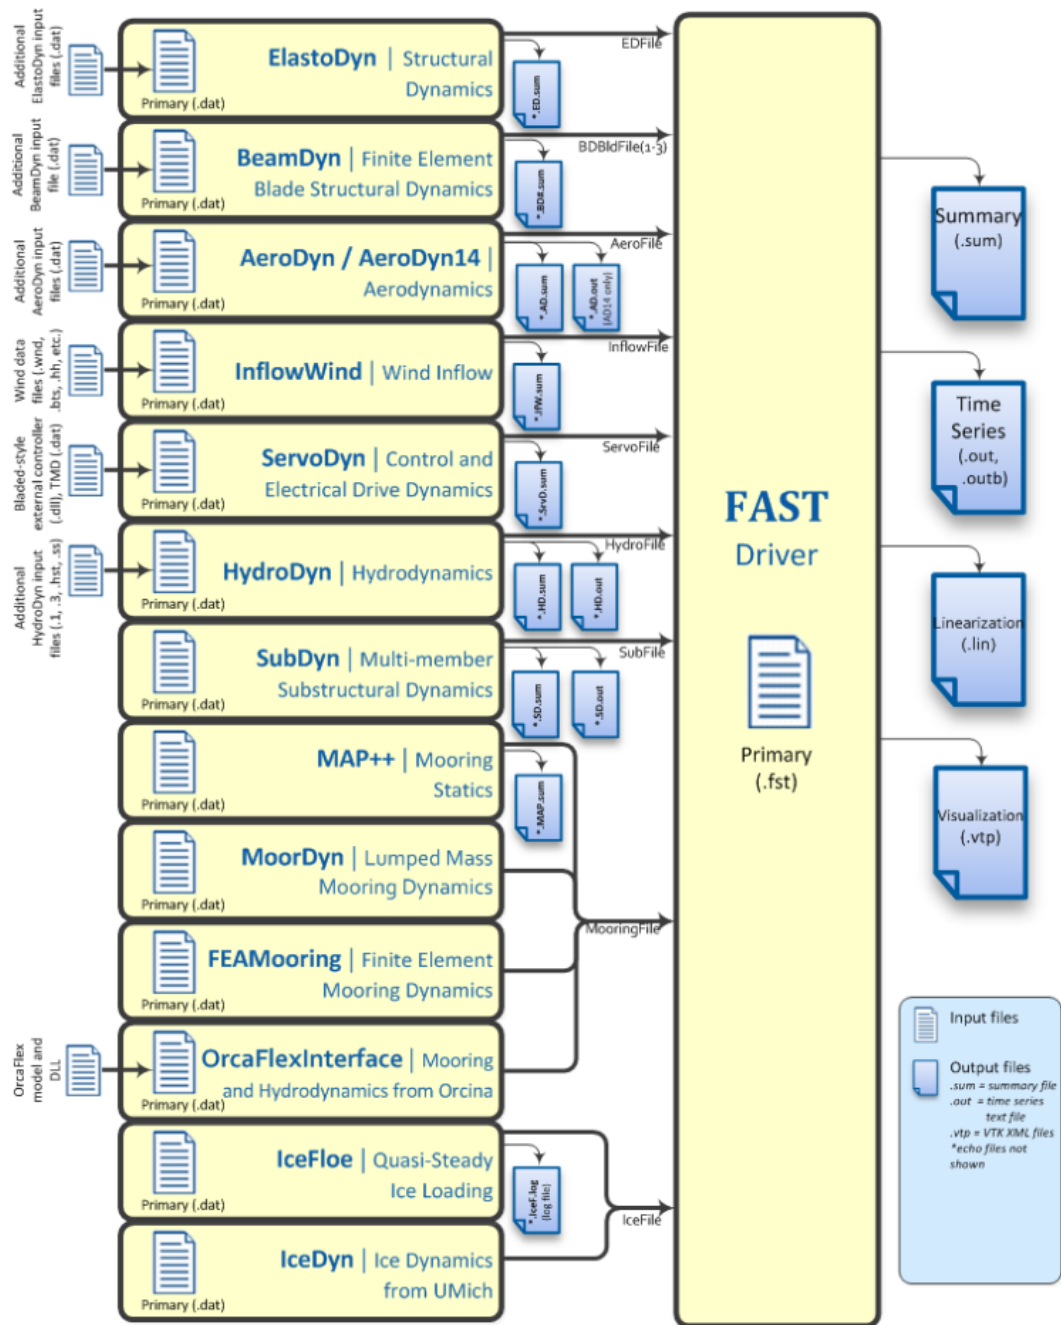 Additional
ElastoDyn input
files (.dat)
Primary (.dat)
ElastoDyn | Structural
Dynamics
EDFile
*.ED.sum
Additional
BeamDyn input
file (.dat)
Primary (.dat)
BeamDyn | Finite Element
Blade Structural Dynamics
BDBldFile(1-3)
*.BD#.sum
Additional
AeroDyn input
files (.dat)
Primary (.dat)
AeroDyn / AeroDyn14 |
Aerodynamics
AeroFile
*.AD.sum
*.AD.out
(AD14 only)
Wind data
files (.wnd,
.bts, .hh, etc.)
Primary (.dat)
InflowWind | Wind Inflow
InflowFile
*.IfW.sum
Bladed-style
external controller
(.dll), TMD (.dat)
Primary (.dat)
ServoDyn | Control and
Electrical Drive Dynamics
ServoFile
*.SrvD.sum
Additional
HydroDyn input
files (.1, .3, .hst, .ss)
Primary (.dat)
HydroDyn | Hydrodynamics
HydroFile
*.HD.sum
*.HD.out
Primary (.dat)
SubDyn | Multi-member
Substructural Dynamics
SubFile
*.SD.sum
*.SD.out
Primary (.dat)
MAP++ | Mooring
Statics
*.MAP.sum
Primary (.dat)
MoorDyn | Lumped Mass
Mooring Dynamics
MooringFile
Primary (.dat)
FEAMooring | Finite Element
Mooring Dynamics
OrcaFlex
model and
DLL
Primary (.dat)
OrcaFlexInterface | Mooring
and Hydrodynamics from Orcina
Primary (.dat)
IceFloe | Quasi-Steady
Ice Loading
*.IceF.log
(log file)
IceFile
Primary (.dat)
IceDyn | Ice Dynamics
from UMich
FAST
Driver
Primary
(.fst)
Summary
(.sum)
Time
Series
(.out,
.outb)
Linearization
(.lin)
Visualization
(.vtp)
Input files
Output files
.sum = summary file
.out = time series
text file
.vtp = VTK XML files
*echo files not
shown